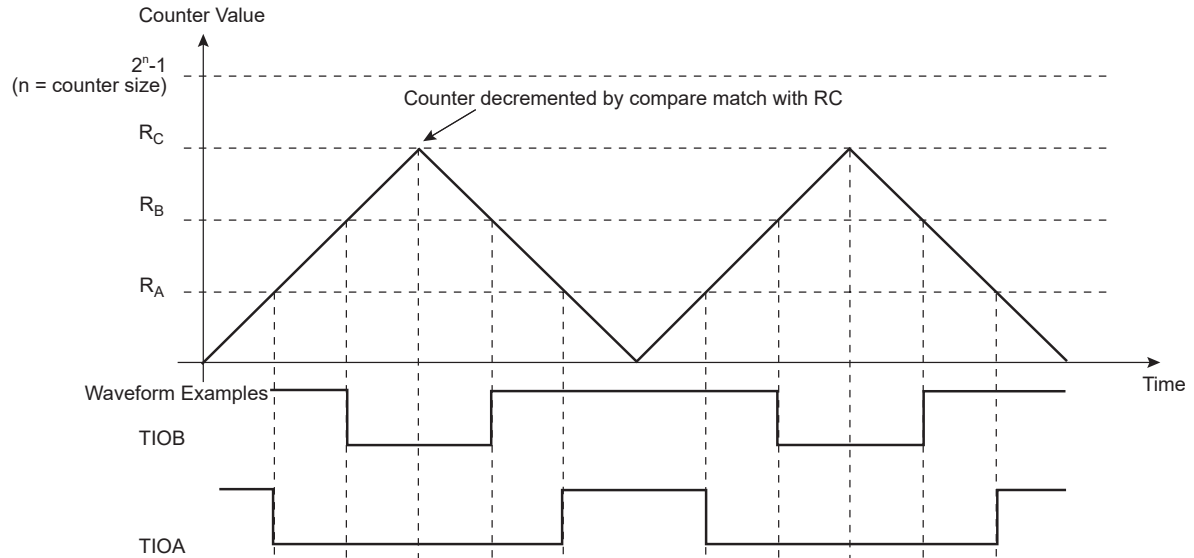 Counter Value
2ⁿ-1
(n = counter size)
Counter decremented by compare match with RC
R_C
R_B
R_A
Time
Waveform Examples
TIOB
TIOA